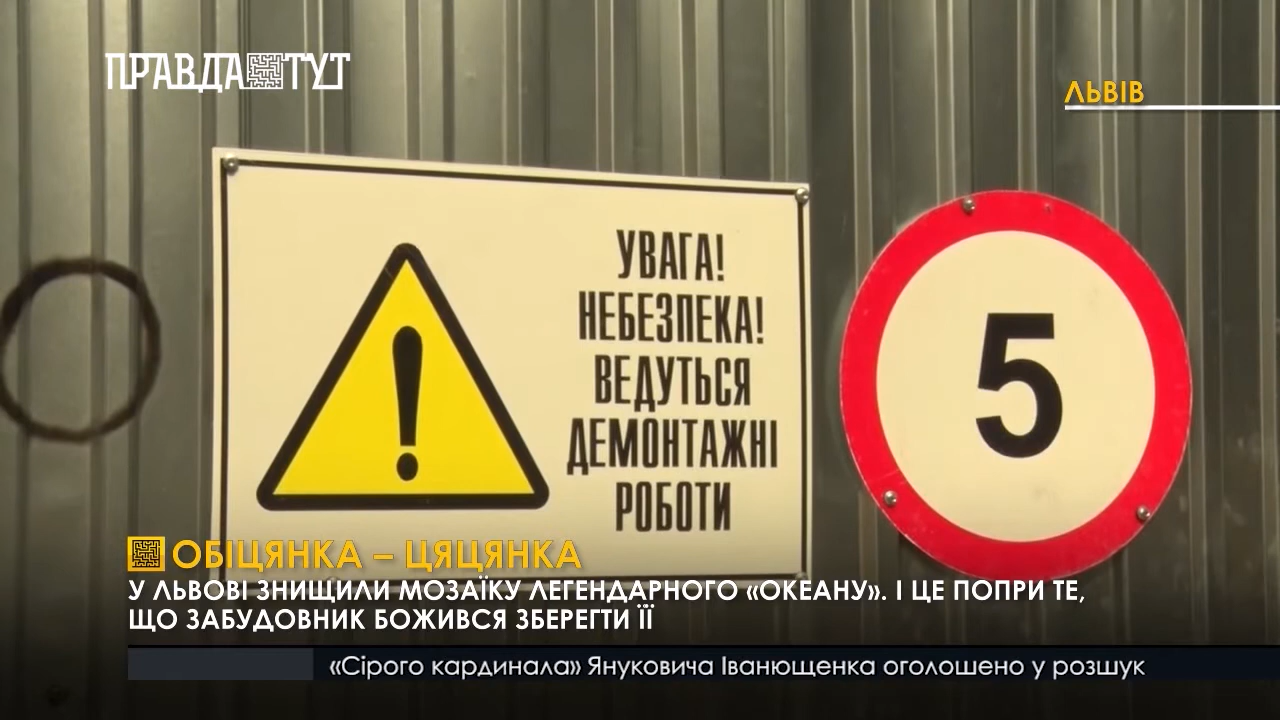 ПРАВДА ТУТ
ЛЬВІВ
УВАГА!
НЕБЕЗПЕКА!
ВЕДУТЬСЯ
ДЕМОНТАЖНІ
РОБОТИ
5
ОБІЦЯНКА – ЦЯЦЯНКА
У ЛЬВОВІ ЗНИЩИЛИ МОЗАЇКУ ЛЕГЕНДАРНОГО «ОКЕАНУ». І ЦЕ ПОПРИ ТЕ,
ЩО ЗАБУДОВНИК БОЖИВСЯ ЗБЕРЕГТИ ЇЇ
«Сірого кардинала» Януковича Іванющенка оголошено у розшук